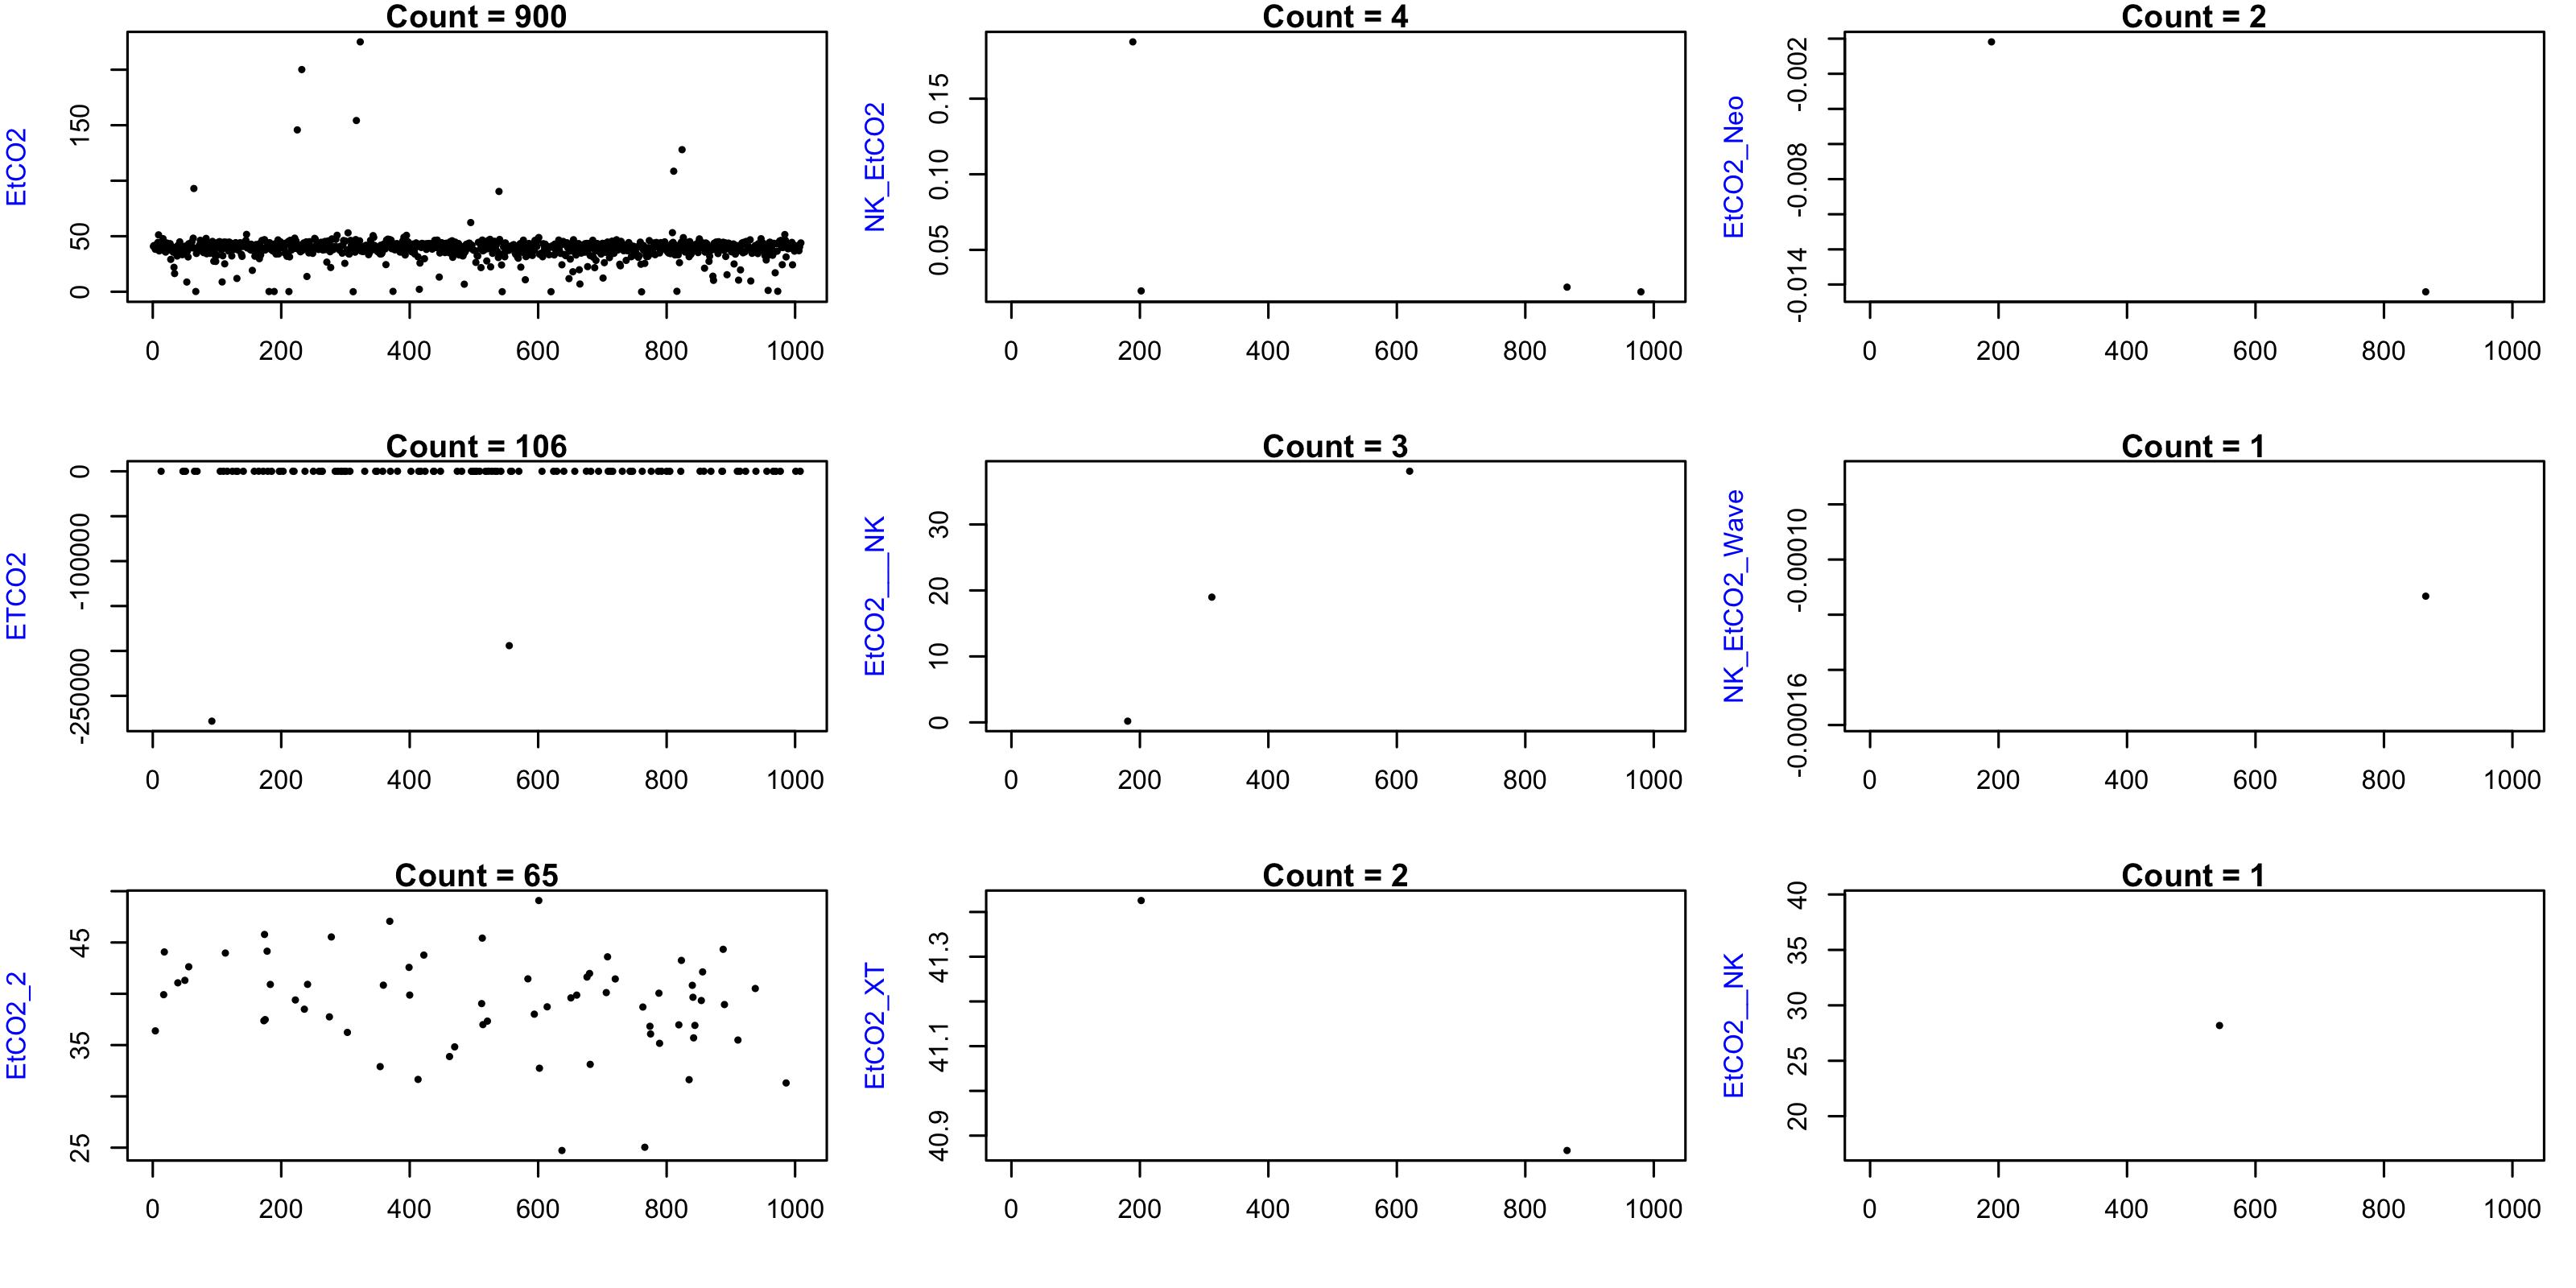 Count = 900
EtCO2
0 50 150
0 200 400 600 800 1000
Count = 4
NK_EtCO2
0.05 0.10 0.15
0 200 400 600 800 1000
Count = 2
EtCO2_Neo
-0.014 -0.008 -0.002
0 200 400 600 800 1000
Count = 106
ETCO2
-250000 -100000 0
0 200 400 600 800 1000
Count = 3
EtCO2___NK
0 10 20 30
0 200 400 600 800 1000
Count = 1
NK_EtCO2_Wave
-0.00016 -0.00010
0 200 400 600 800 1000
Count = 65
EtCO2_2
25 35 45
0 200 400 600 800 1000
Count = 2
EtCO2_XT
40.9 41.1 41.3
0 200 400 600 800 1000
Count = 1
EtCO2__NK
20 25 30 35 40
0 200 400 600 800 1000